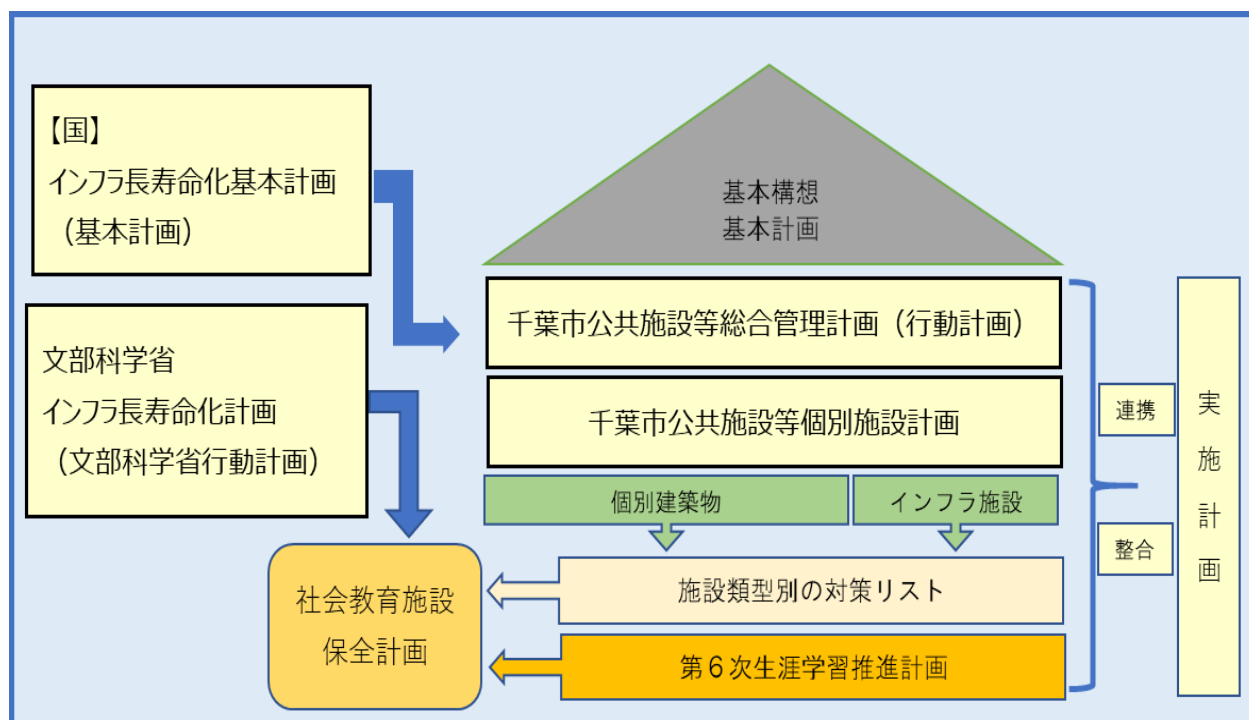 【国】
インフラ長寿命化基本計画
（基本計画）
文部科学省
インフラ長寿命化計画
（文部科学省行動計画）
基本構想
基本計画
千葉市公共施設等総合管理計画（行動計画）
千葉市公共施設等個別施設計画
個別建築物
インフラ施設
施設類型別の対策リスト
第６次生涯学習推進計画
社会教育施設
保全計画
連携
整合
実施計画